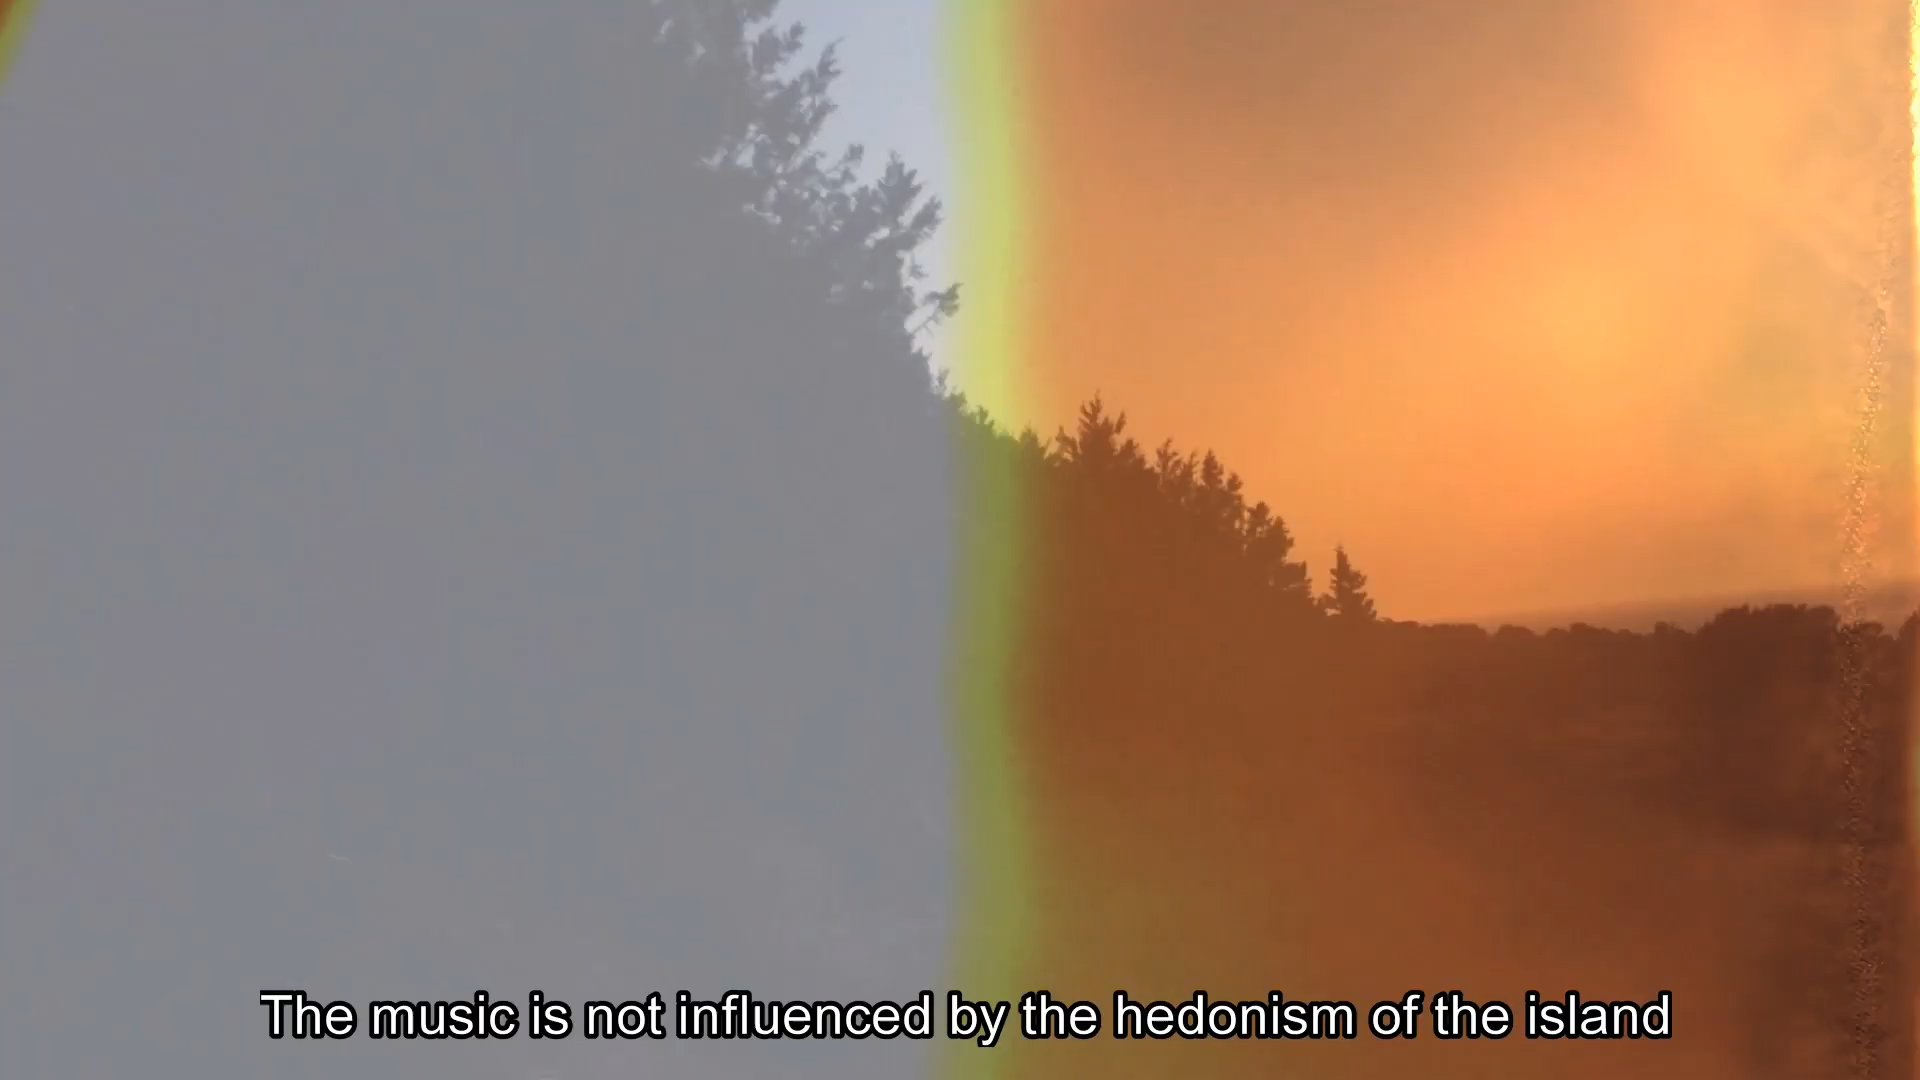 The music is not influenced by the hedonism of the island